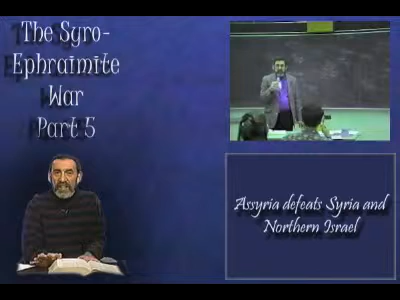 The Syro-
Ephraimite
War
Part 5
Assyria defeats Syria and
Northern Israel